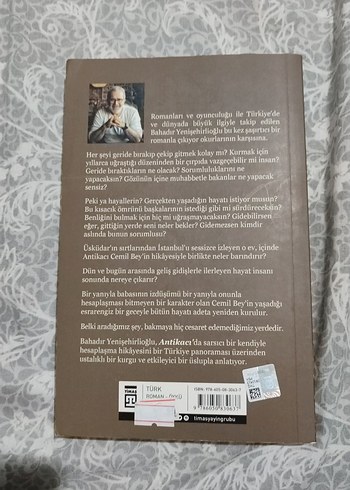 Romanları ve oyunculuğu ile Türkiye'de
ve dünyada büyük ilgiyle takip edilen
Bahadır Yenişehirlioğlu bu kez şaşırtıcı bir
romanla çıkıyor okurlarının karşısına.
Her şeyi geride bırakıp çekip gitmek kolay mı? Kurmak için
yıllarca uğraştığı düzeninden bir çırpıda vazgeçebilir mi insan?
Geride bıraktıkların ne olacak? Sorumluluklarını ne
yapacaksın? Gözünün içine muhabbetle bakanlar ne yapacak
sensiz?
Peki ya hayallerin? Gerçekten yaşadığın hayatı istiyor musun?
Bu kısacık ömrünü başkalarının istediği gibi mi sürdüreceksin?
Benliğini bulmak için hiç mi uğraşmayacaksın? Gidebilirsen
eğer, gittiğin yerde seni neler bekler? Gidemezsen kimdir
aslında bunun sorumlusu?
Üsküdar'ın sırtlarından İstanbul'u sessizce izleyen o ev, içinde
Antikacı Cemil Bey'in hikâyesiyle birlikte neler barındırır?
Dün ve bugün arasında geliş gidişlerle ilerleyen hayat insanı
sonunda nereye çıkarır?
Bir yanıyla babasının izdüşümü bir yanıyla onunla
hesaplaşması bitmeyen bir karakter olan Cemil Bey'in yaşadığı
esrarengiz bir geceyle bütün hayatı adeta yeniden kurulur.
Belki aradığımız şey, bakmaya hiç cesaret edemediğimiz yerdedir.
Bahadır Yenişehirlioğlu, Antikacı'da sarsıcı bir kendiyle
hesaplaşma hikâyesini bir Türkiye panoraması üzerinden
ustalıklı bir kurgu ve etkileyici bir üslupla anlatıyor.
TİMAŞ
TÜRK
ROMAN
timasyayingrubu